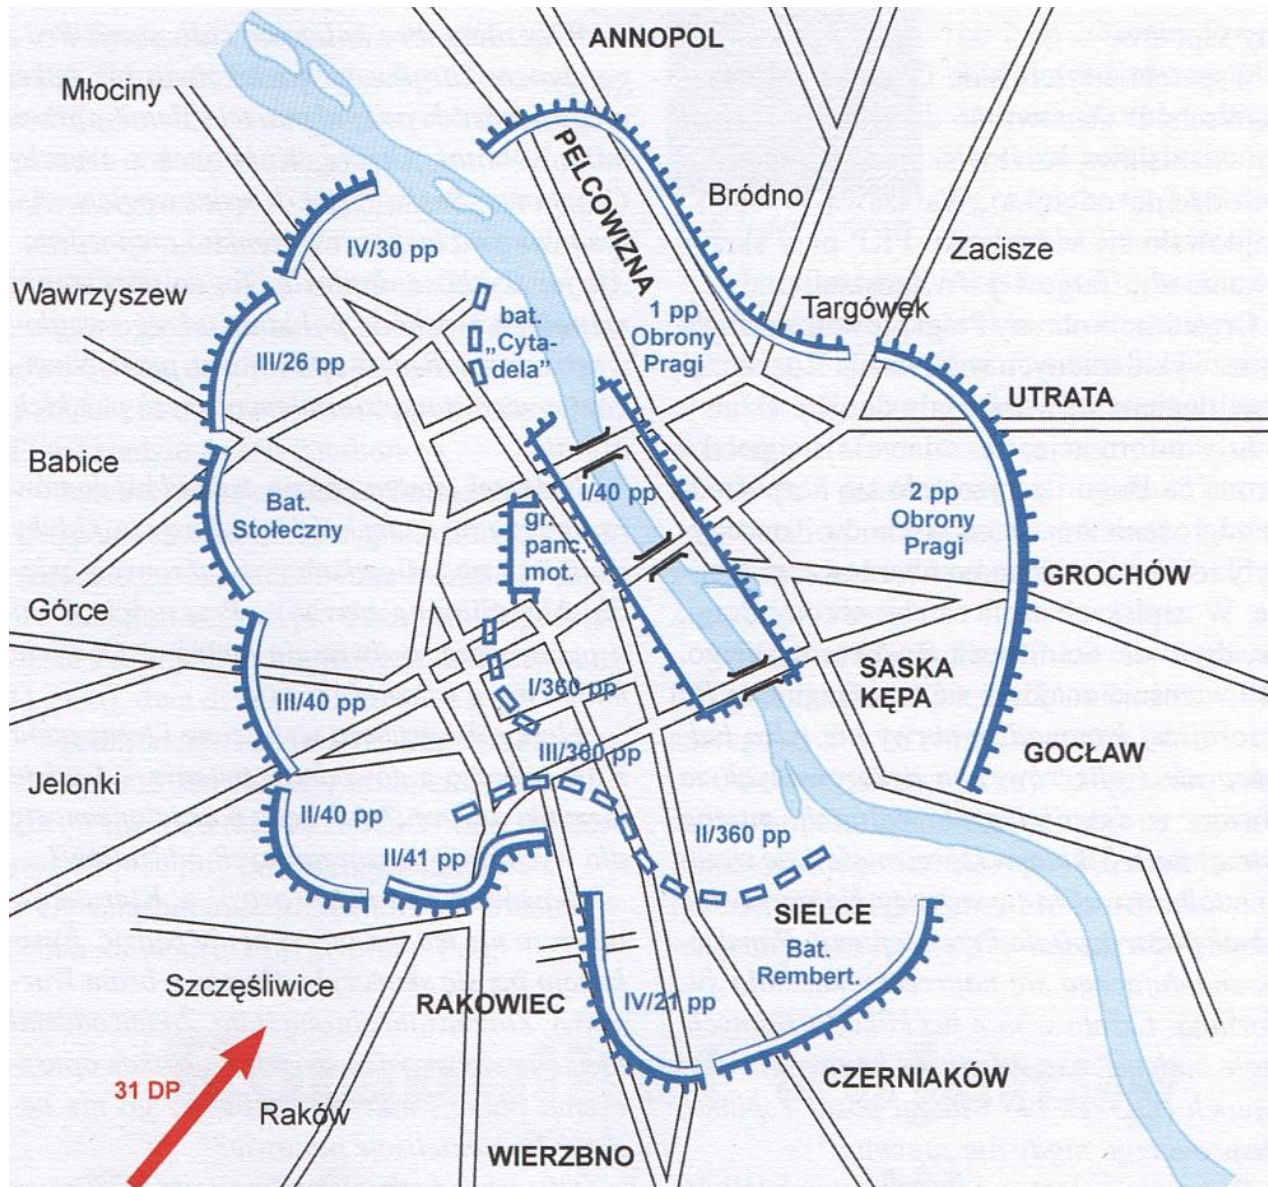 ANNOPOL
Młociny
PELCOWIZNA
Bródno
IV/30 pp
Zacisze
Wawrzyszew
bat.
„Cyta-
dela”
1 pp
Obrony
Pragi
Targówek
III/26 pp
UTRATA
Babice
I/40 pp
2 pp
Obrony
Pragi
Bat.
Stołeczny
gr.
panc.
mot.
GROCHÓW
Górce
SASKA
KĘPA
I/360 pp
III/40 pp
III/360 pp
GOCŁAW
Jelonki
II/40 pp
II/360 pp
II/41 pp
SIELCE
Bat.
Rembert.
Szczęśliwice
RAKOWIEC
IV/21 pp
31 DP
CZERNIAKÓW
Raków
WIERZBNO